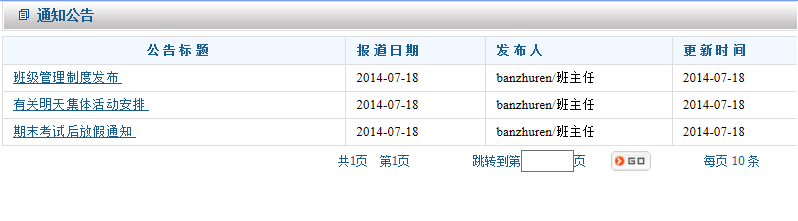 通知公告
公告标题 报道日期 发布人 更新时间
班级管理制度发布 2014-07-18 banzhuren/班主任 2014-07-18
有关明天集体活动安排 2014-07-18 banzhuren/班主任 2014-07-18
期末考试后放假通知 2014-07-18 banzhuren/班主任 2014-07-18
共1页 第1页 跳转到第 页 GO 每页 10 条